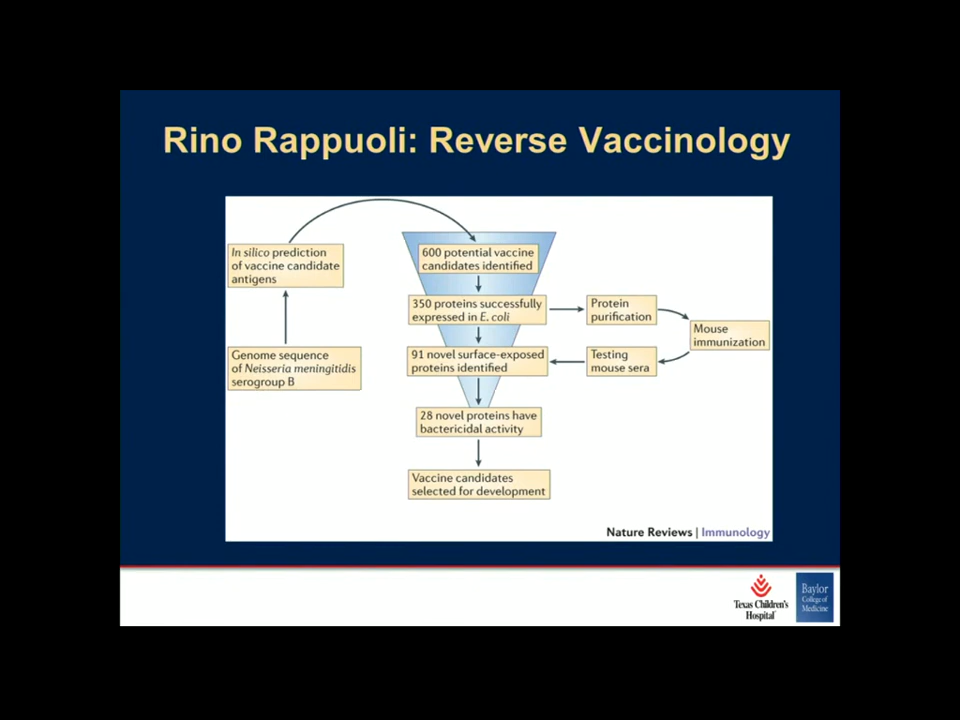 Rino Rappuoli: Reverse Vaccinology
In silico prediction
of vaccine candidate
antigens
Genome sequence
of Neisseria meningitidis
serogroup B
600 potential vaccine
candidates identified
350 proteins successfully
expressed in E. coli
Protein
purification
Mouse
immunization
Testing
mouse sera
91 novel surface-exposed
proteins identified
28 novel proteins have
bactericidal activity
Vaccine candidates
selected for development
Nature Reviews | Immunology
Texas Children's
Hospital
Baylor
College of
Medicine